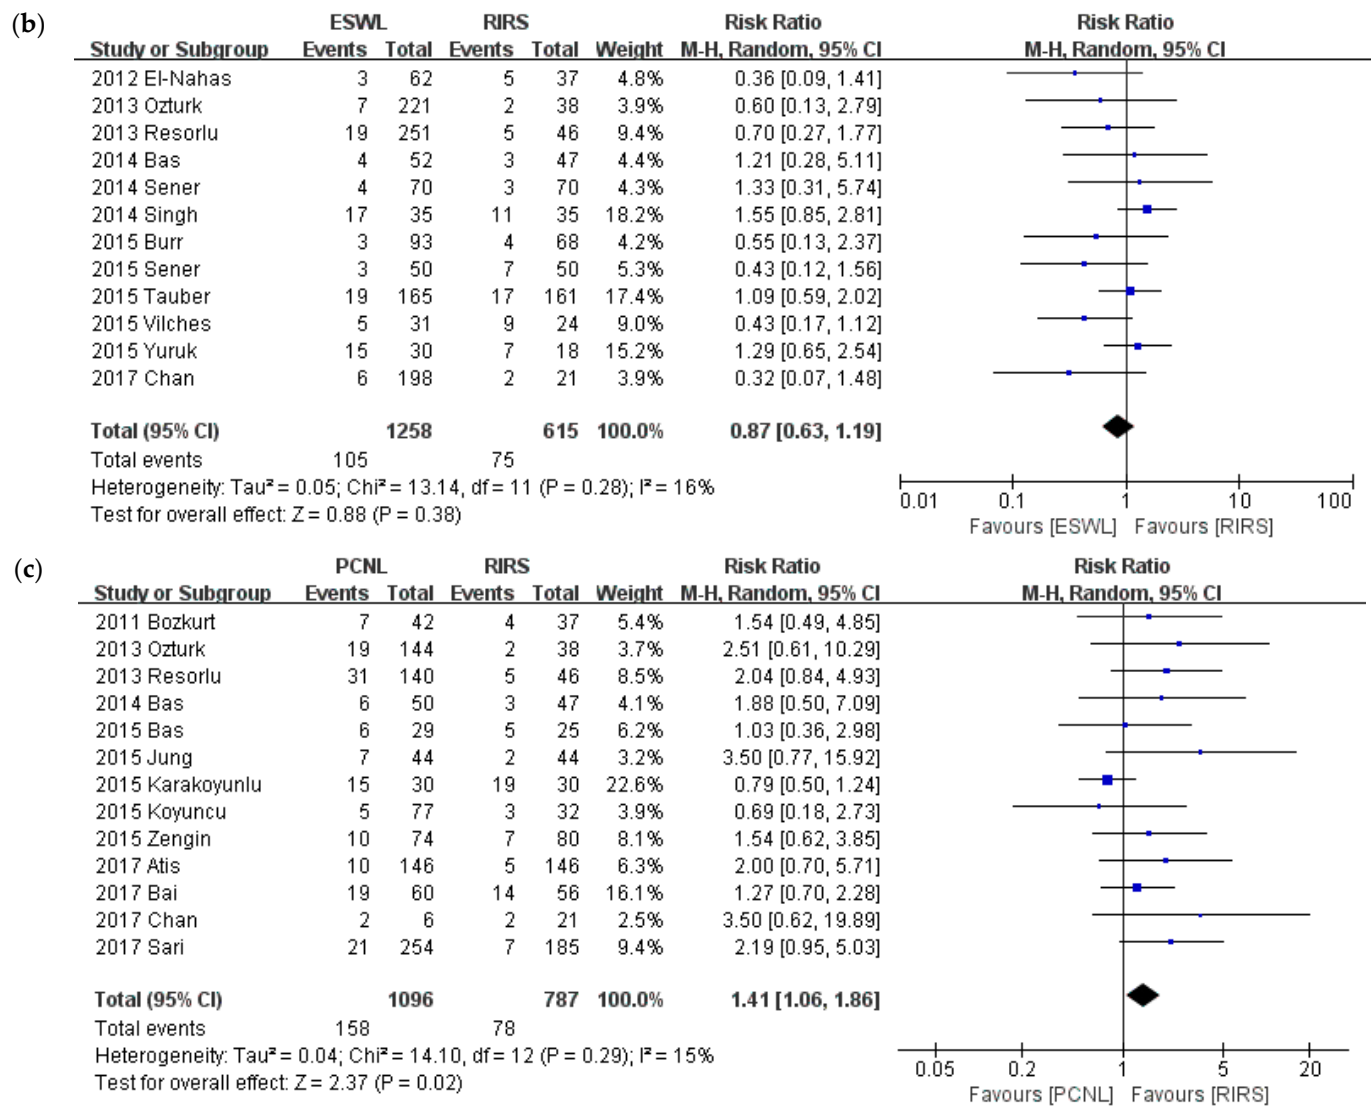 (b) ESWL RIRS Risk Ratio Risk Ratio
Study or Subgroup Events Total Events Total Weight M-H, Random, 95% CI M-H, Random, 95% CI
2012 El-Nahas 3 62 5 37 4.8% 0.36 [0.09, 1.41]
2013 Ozturk 7 221 2 38 3.9% 0.60 [0.13, 2.79]
2013 Resorlu 19 251 5 46 9.4% 0.70 [0.27, 1.77]
2014 Bas 4 52 3 47 4.4% 1.21 [0.28, 5.11]
2014 Sener 4 70 3 70 4.3% 1.33 [0.31, 5.74]
2014 Singh 17 35 11 35 18.2% 1.55 [0.85, 2.81]
2015 Burr 3 93 4 68 4.2% 0.55 [0.13, 2.37]
2015 Sener 3 50 7 50 5.3% 0.43 [0.12, 1.56]
2015 Tauber 19 165 17 161 17.4% 1.09 [0.59, 2.02]
2015 Vilches 5 31 9 24 9.0% 0.43 [0.17, 1.12]
2015 Yuruk 15 30 7 18 15.2% 1.29 [0.65, 2.54]
2017 Chan 6 198 2 21 3.9% 0.32 [0.07, 1.48]
Total (95% CI) 1258 615 100.0% 0.87 [0.63, 1.19]
Total events 105 75
Heterogeneity: Tau² = 0.05; Chi² = 13.14, df = 11 (P = 0.28); I² = 16%
Test for overall effect: Z = 0.88 (P = 0.38)
0.01 0.1 1 10 100
Favours [ESWL] Favours [RIRS]
(c) PCNL RIRS Risk Ratio Risk Ratio
Study or Subgroup Events Total Events Total Weight M-H, Random, 95% CI M-H, Random, 95% CI
2011 Bozkurt 7 42 4 37 5.4% 1.54 [0.49, 4.85]
2013 Ozturk 19 144 2 38 3.7% 2.51 [0.61, 10.29]
2013 Resorlu 31 140 5 46 8.5% 2.04 [0.84, 4.93]
2014 Bas 6 50 3 47 4.1% 1.88 [0.50, 7.09]
2015 Bas 6 29 5 25 6.2% 1.03 [0.36, 2.98]
2015 Jung 7 44 2 44 3.2% 3.50 [0.77, 15.92]
2015 Karakoyunlu 15 30 19 30 22.6% 0.79 [0.50, 1.24]
2015 Koyuncu 5 77 3 32 3.9% 0.69 [0.18, 2.73]
2015 Zengin 10 74 7 80 8.1% 1.54 [0.62, 3.85]
2017 Atis 10 146 5 146 6.3% 2.00 [0.70, 5.71]
2017 Bai 19 60 14 56 16.1% 1.27 [0.70, 2.28]
2017 Chan 2 6 2 21 2.5% 3.50 [0.62, 19.89]
2017 Sari 21 254 7 185 9.4% 2.19 [0.95, 5.03]
Total (95% CI) 1096 787 100.0% 1.41 [1.06, 1.86]
Total events 158 78
Heterogeneity: Tau² = 0.04; Chi² = 14.10, df = 12 (P = 0.29); I² = 15%
Test for overall effect: Z = 2.37 (P = 0.02)
0.05 0.2 1 5 20
Favours [PCNL] Favours [RIRS]